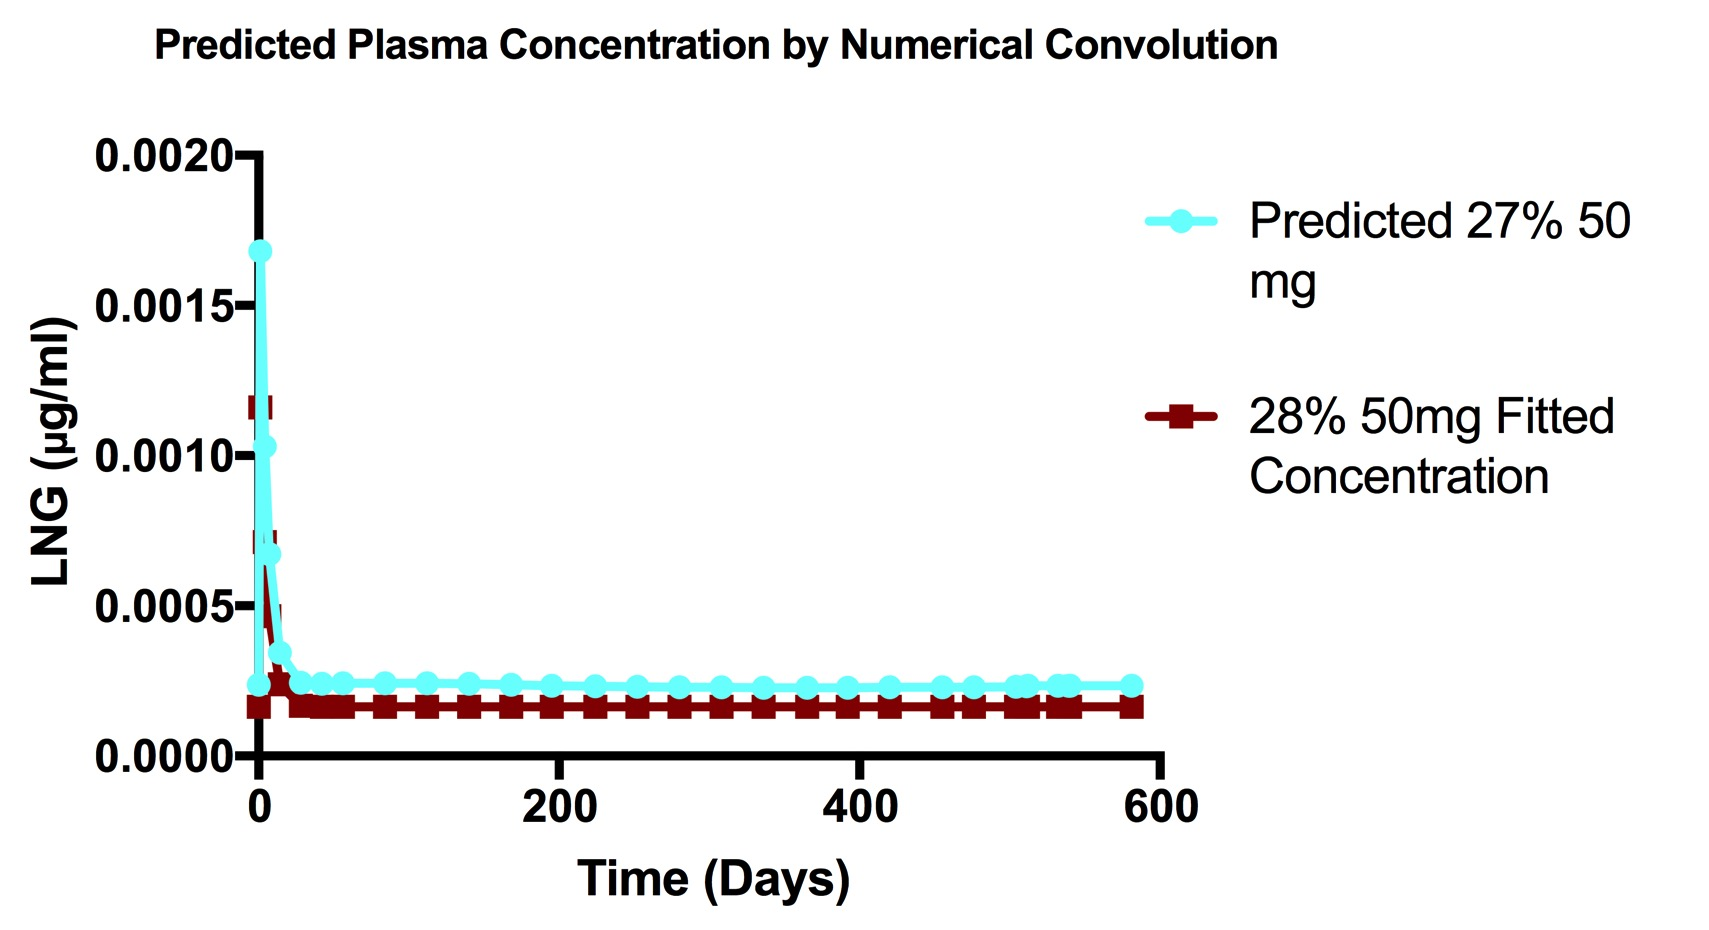 Predicted Plasma Concentration by Numerical Convolution
0.0020
0.0015
0.0010
0.0005
0.0000
LNG (µg/ml)
0 200 400 600
Time (Days)
Predicted 27% 50
mg
28% 50mg Fitted
Concentration